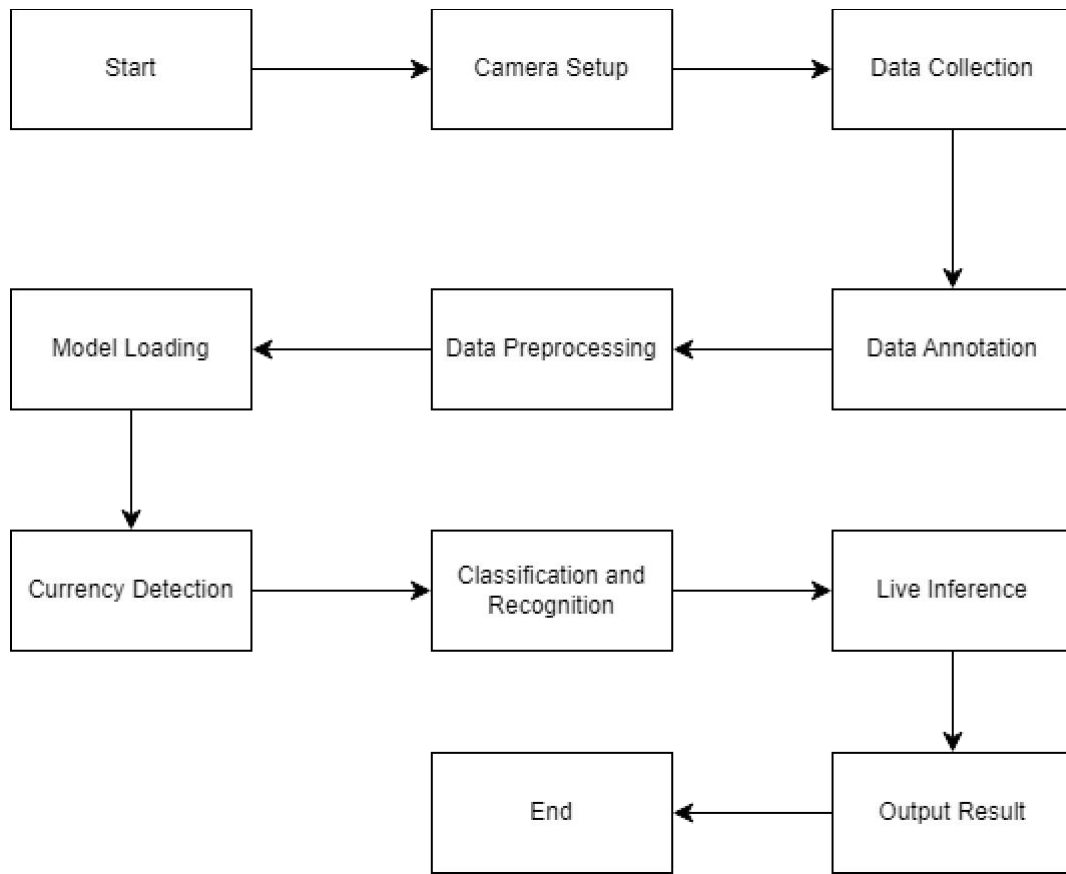 Start
Camera Setup
Data Collection
Data Annotation
Data Preprocessing
Model Loading
Currency Detection
Classification and
Recognition
Live Inference
Output Result
End